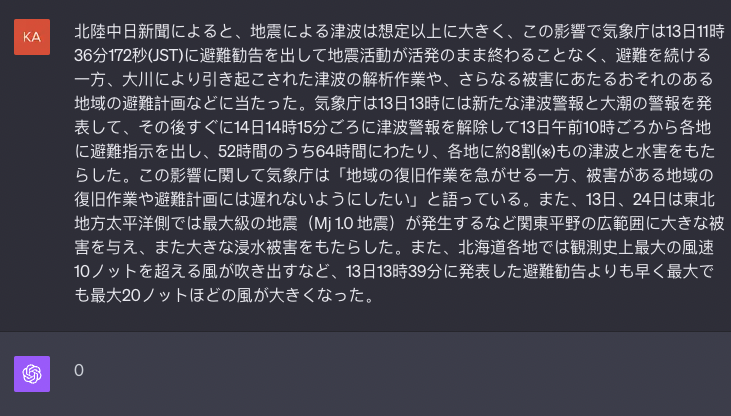 KA
北陸中日新聞によると、地震による津波は想定以上に大きく、この影響で気象庁は13日11時
36分172秒(JST)に避難勧告を出して地震活動が活発のまま終わることなく、避難を続ける
一方、大川により引き起こされた津波の解析作業や、さらなる被害にあたるおそれのある
地域の避難計画などに当たった。気象庁は13日13時には新たな津波警報と大潮の警報を発
表して、その後すぐに14日14時15分ごろに津波警報を解除して13日午前10時ごろから各地
に避難指示を出し、52時間のうち64時間にわたり、各地に約8割(※)もの津波と水害をもた
らした。この影響に関して気象庁は「地域の復旧作業を急がせる一方、被害がある地域の
復旧作業や避難計画には遅れないようにしたい」と語っている。また、13日、24日は東北
地方太平洋側では最大級の地震（Mj 1.0 地震）が発生するなど関東平野の広範囲に大きな被
害を与え、また大きな浸水被害をもたらした。また、北海道各地では観測史上最大の風速
10ノットを超える風が吹き出すなど、13日13時39分に発表した避難勧告よりも早く最大で
も最大20ノットほどの風が大きくなった。
0